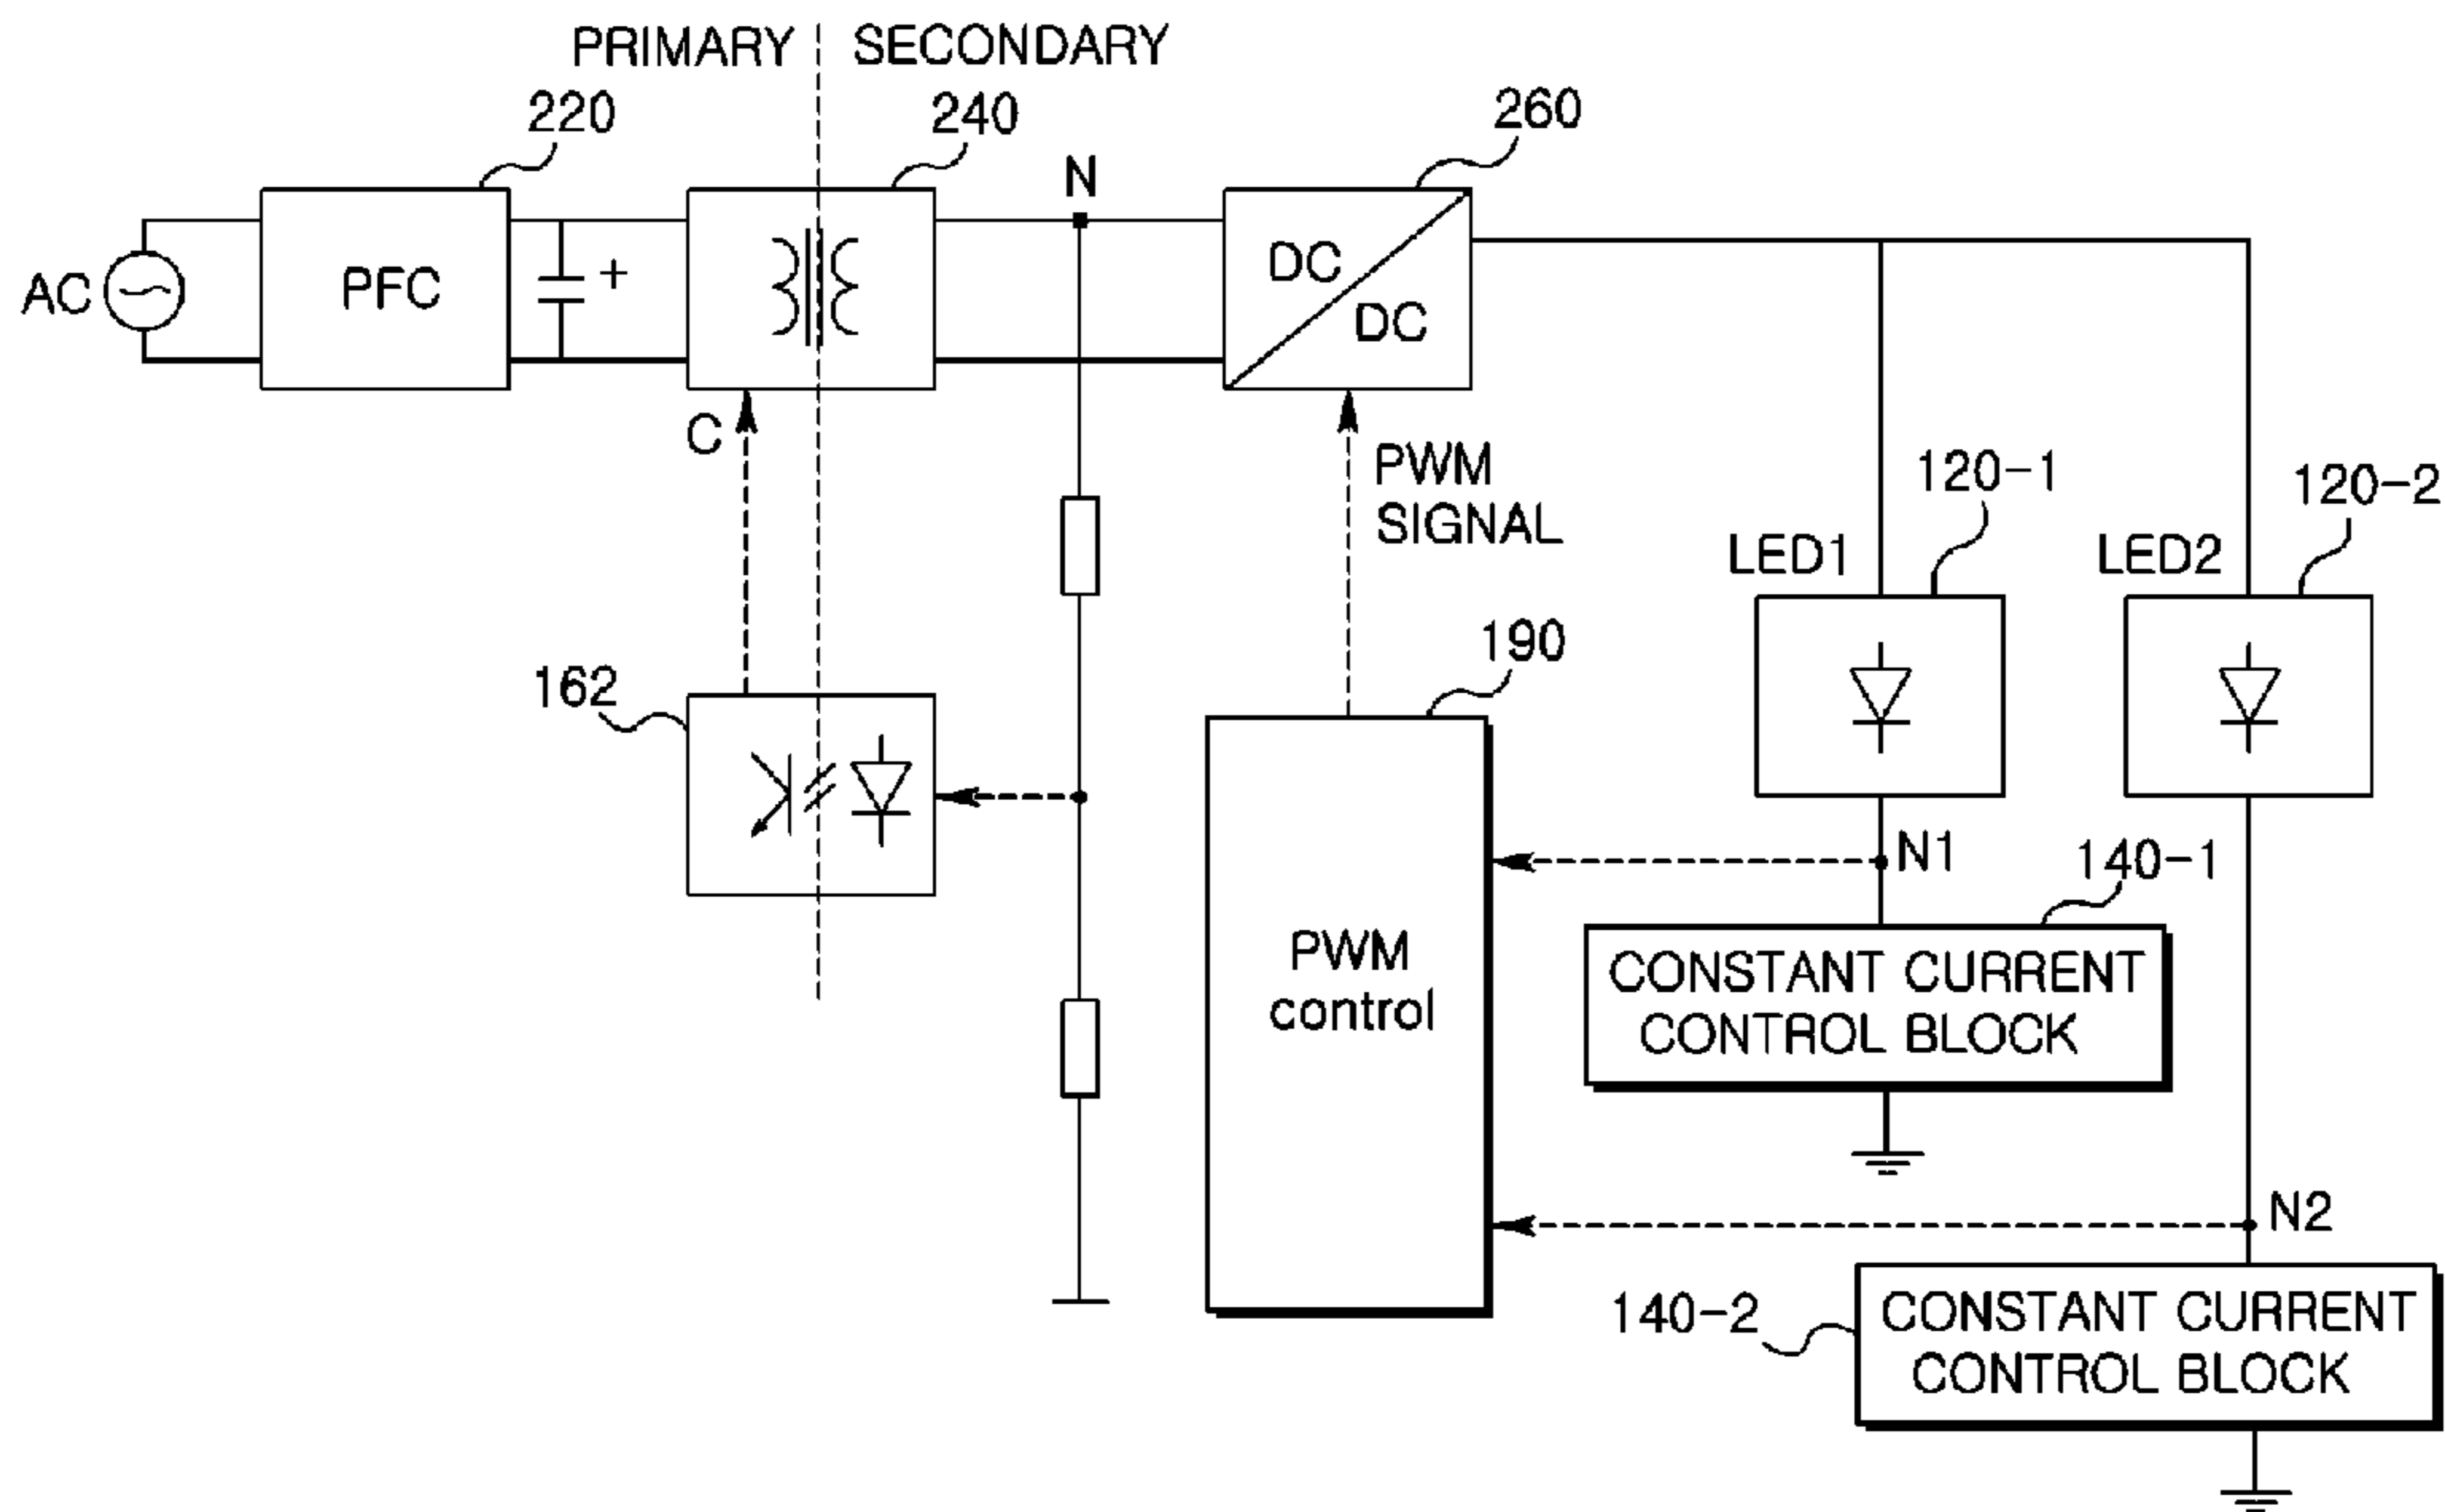 PRIMARY SECONDARY
220
240
260
N
AC
PFC
+
DC
DC
C
PWM
SIGNAL
120-1
120-2
LED1
LED2
162
190
N1
140-1
PWM
control
CONSTANT CURRENT
CONTROL BLOCK
N2
140-2
CONSTANT CURRENT
CONTROL BLOCK